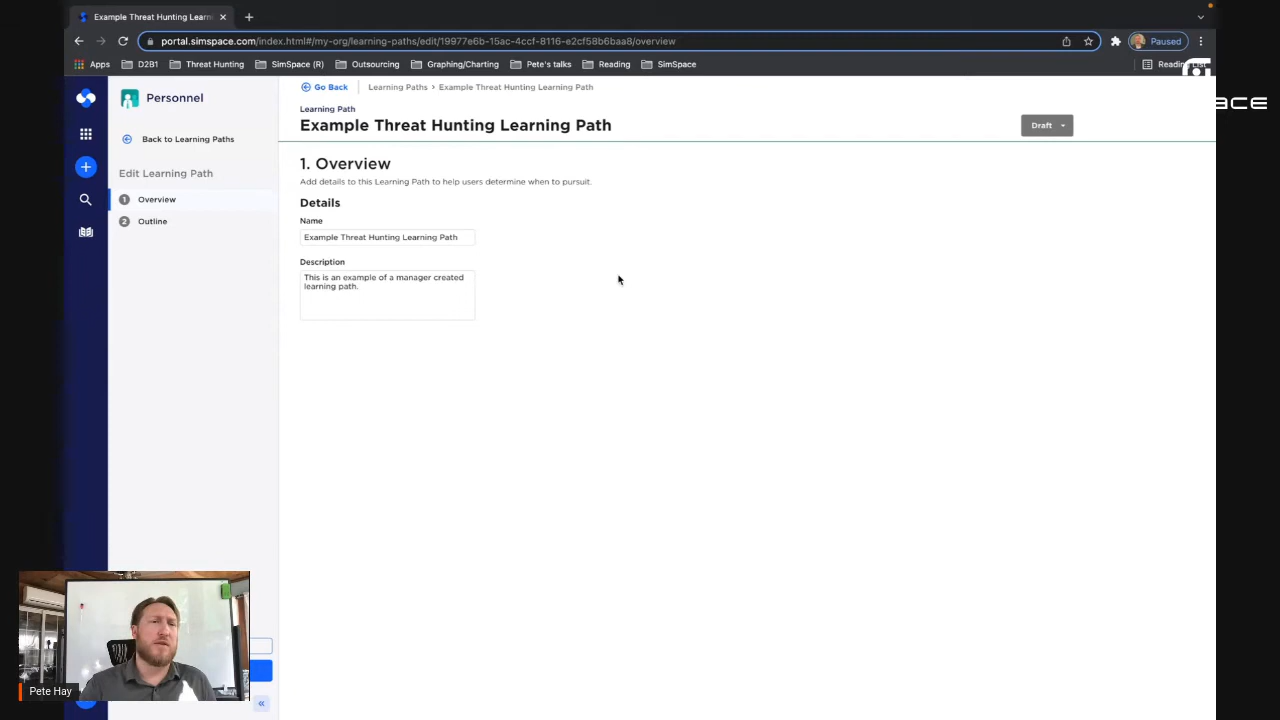 Example Threat Hunting Learni
portal.simspace.com/index.html#/my-org/learning-paths/edit/19977e6b-15ac-4ccf-8116-e2cf58b6baa8/overview
Paused
Apps
D2B1
Threat Hunting
SimSpace (R)
Outsourcing
Graphing/Charting
Pete's talks
Reading
SimSpace
Reading List
Personnel
Back to Learning Paths
Edit Learning Path
1 Overview
2 Outline
Go Back
Learning Paths › Example Threat Hunting Learning Path
Learning Path
Example Threat Hunting Learning Path
Draft
1. Overview
Add details to this Learning Path to help users determine when to pursuit.
Details
Name
Example Threat Hunting Learning Path
Description
This is an example of a manager created
learning path.
Pete Hay